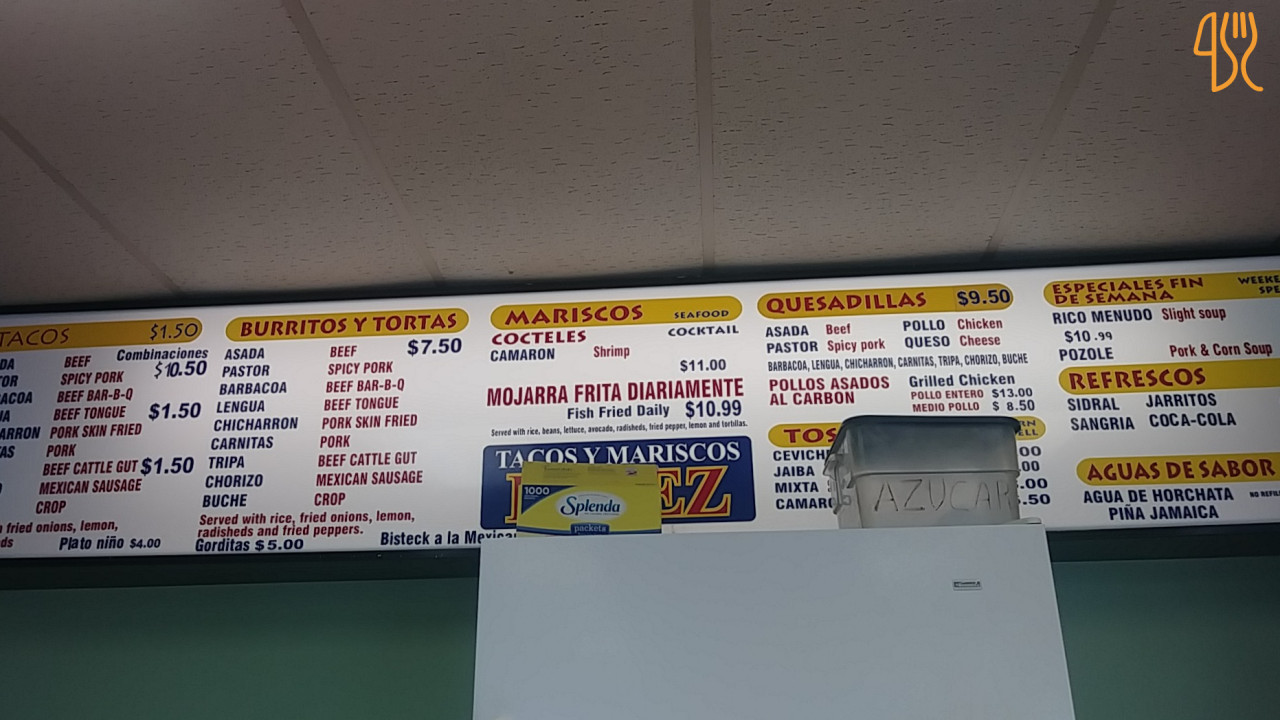 TACOS $1.50
BEEF Combinaciones
SPICY PORK $10.50
BEEF BAR-B-Q
BEEF TONGUE $1.50
PORK SKIN FRIED
PORK
BEEF CATTLE GUT $1.50
MEXICAN SAUSAGE
CROP
fried onions, lemon,
Plato niño $4.00
BURRITOS Y TORTAS
$7.50
ASADA BEEF
PASTOR SPICY PORK
BARBACOA BEEF BAR-B-Q
LENGUA BEEF TONGUE
CHICHARRON PORK SKIN FRIED
CARNITAS PORK
TRIPA BEEF CATTLE GUT
CHORIZO MEXICAN SAUSAGE
BUCHE CROP
Served with rice, fried onions, lemon,
radisheds and fried peppers.
Gorditas $5.00
Bisteck a la
MARISCOS SEAFOOD
COCTELES COCKTAIL
CAMARON Shrimp
$11.00
MOJARRA FRITA DIARIAMENTE
Fish Fried Daily $10.99
Served with rice, beans, lettuce, avocado, radisheds, fried pepper, lemon and tortillas.
TACOS Y MARISCOS
1000
Splenda
packets
QUESADILLAS $9.50
ASADA Beef POLLO Chicken
PASTOR Spicy pork QUESO Cheese
BARBACOA, LENGUA, CHICHARRON, CARNITAS, TRIPA, CHORIZO, BUCHE
POLLOS ASADOS Grilled Chicken
AL CARBON POLLO ENTERO $13.00
MEDIO POLLO $8.50
JAIBA
MIXTA
AZUCAR
ESPECIALES FIN
DE SEMANA
RICO MENUDO Slight soup
$10.99
POZOLE Pork & Corn Soup
REFRESCOS
SIDRAL JARRITOS
SANGRIA COCA-COLA
AGUAS DE SABOR
AGUA DE HORCHATA
PIÑA JAMAICA